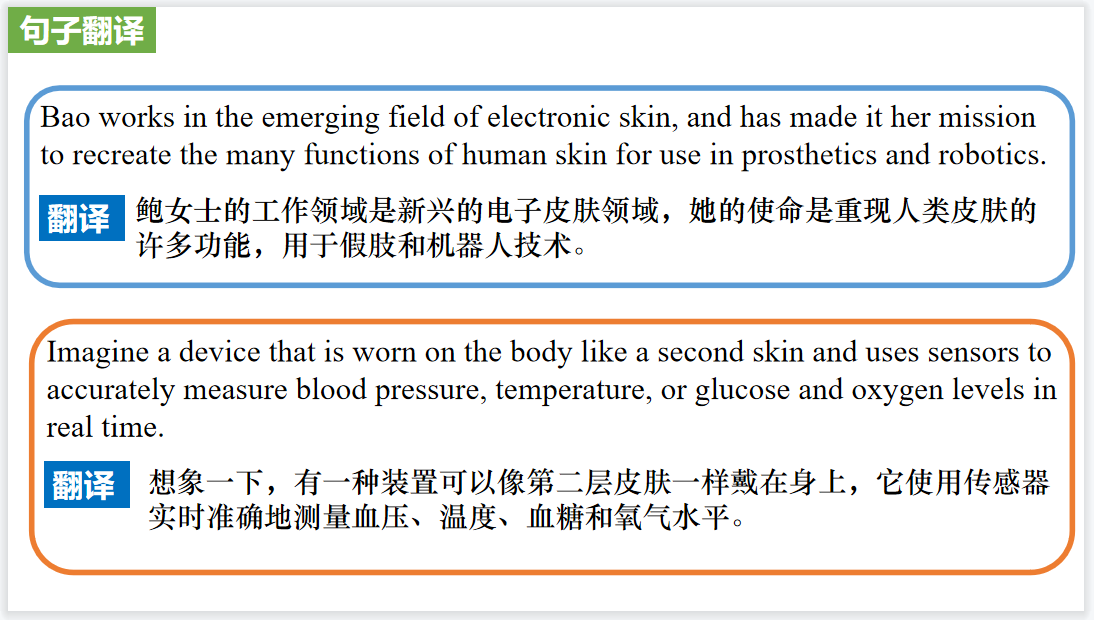 句子翻译
Bao works in the emerging field of electronic skin, and has made it her mission
to recreate the many functions of human skin for use in prosthetics and robotics.
翻译
鲍女士的工作领域是新兴的电子皮肤领域，她的使命是重现人类皮肤的
许多功能，用于假肢和机器人技术。
Imagine a device that is worn on the body like a second skin and uses sensors to
accurately measure blood pressure, temperature, or glucose and oxygen levels in
real time.
翻译
想象一下，有一种装置可以像第二层皮肤一样戴在身上，它使用传感器
实时准确地测量血压、温度、血糖和氧气水平。